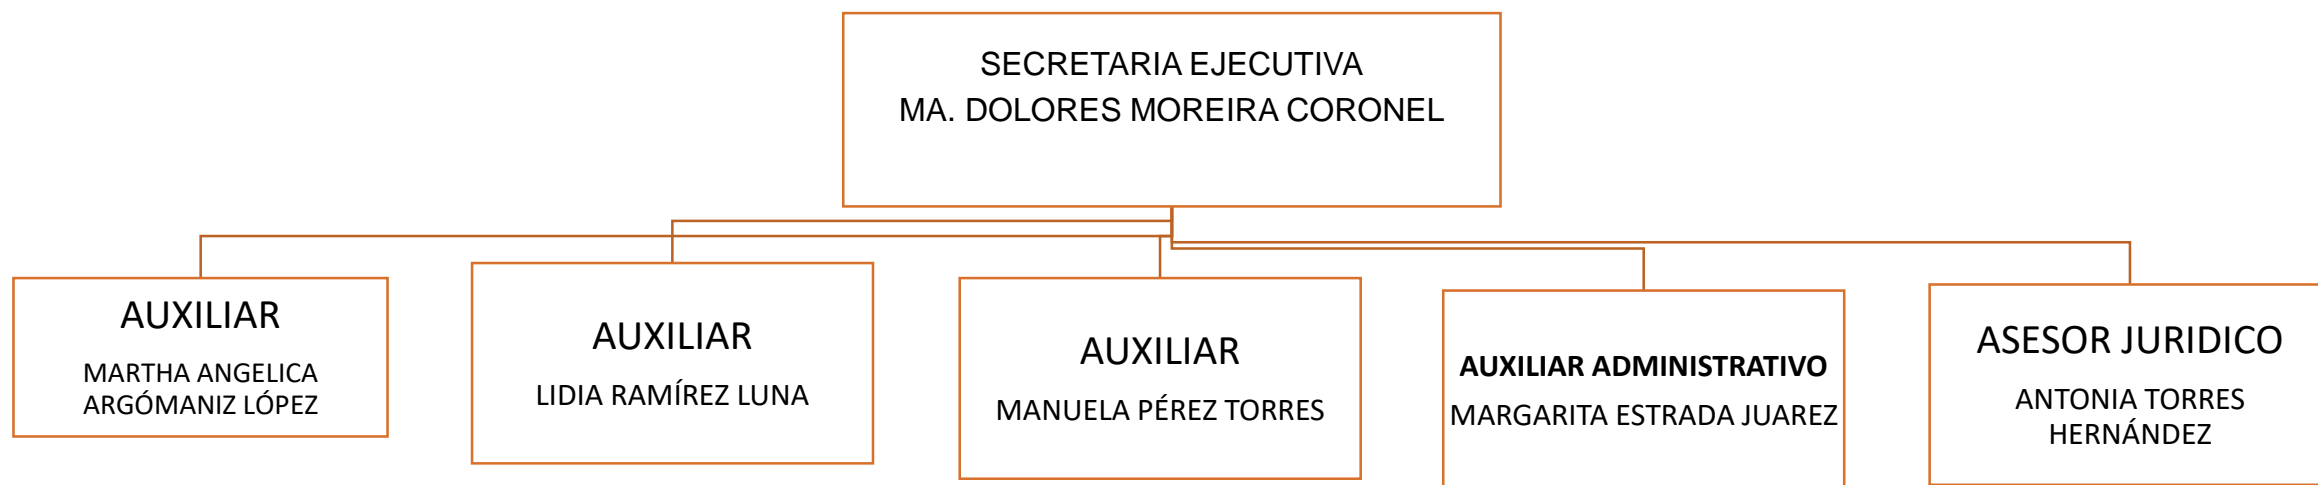 SECRETARIA EJECUTIVA
MA. DOLORES MOREIRA CORONEL
AUXILIAR
MARTHA ANGELICA
ARGÓMANIZ LÓPEZ
AUXILIAR
LIDIA RAMÍREZ LUNA
AUXILIAR
MANUELA PÉREZ TORRES
AUXILIAR ADMINISTRATIVO
MARGARITA ESTRADA JUAREZ
ASESOR JURIDICO
ANTONIA TORRES
HERNÁNDEZ